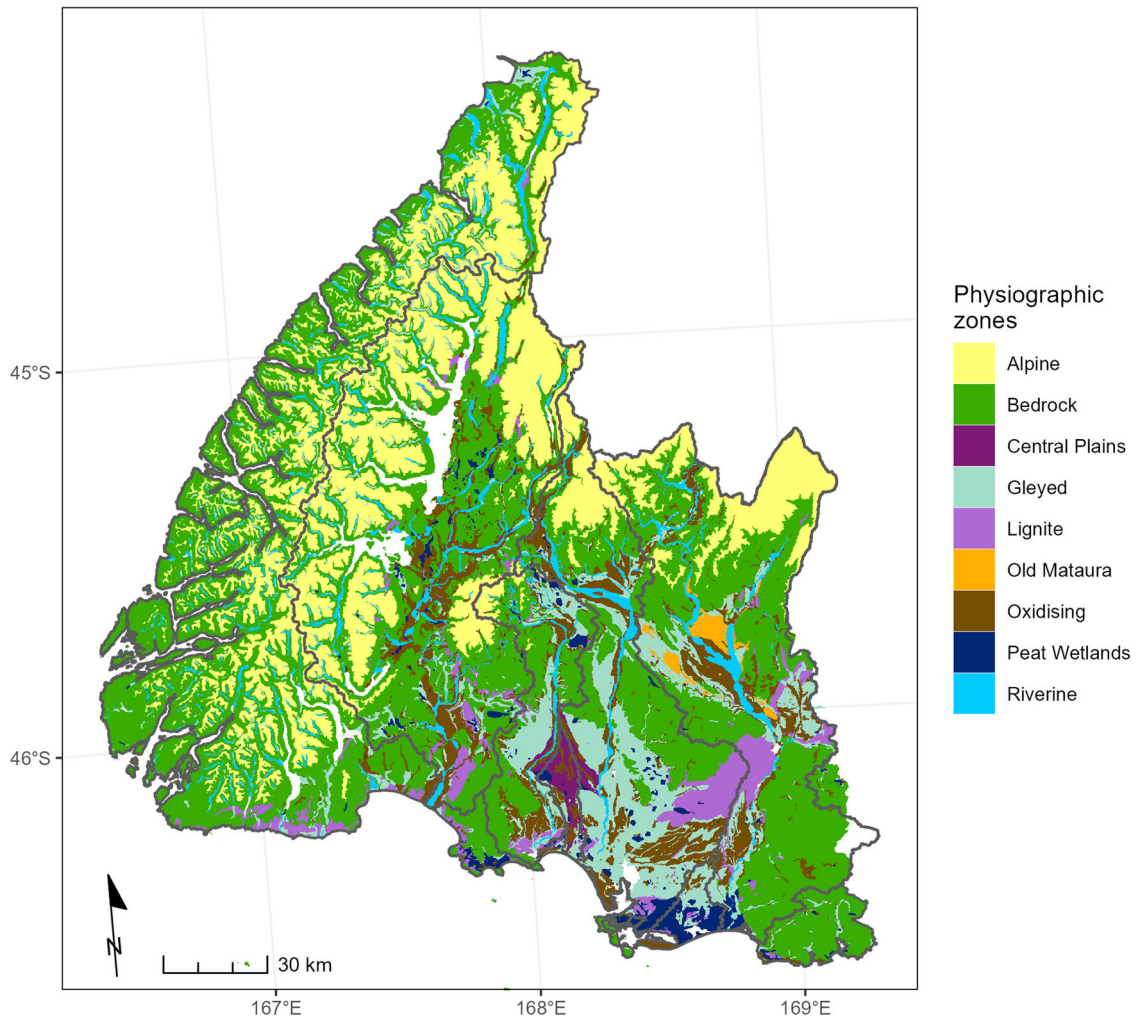 Physiographic
zones
Alpine
Bedrock
Central Plains
Gleyed
Lignite
Old Mataura
Oxidising
Peat Wetlands
Riverine
45°S
46°S
N
30 km
167°E
168°E
169°E